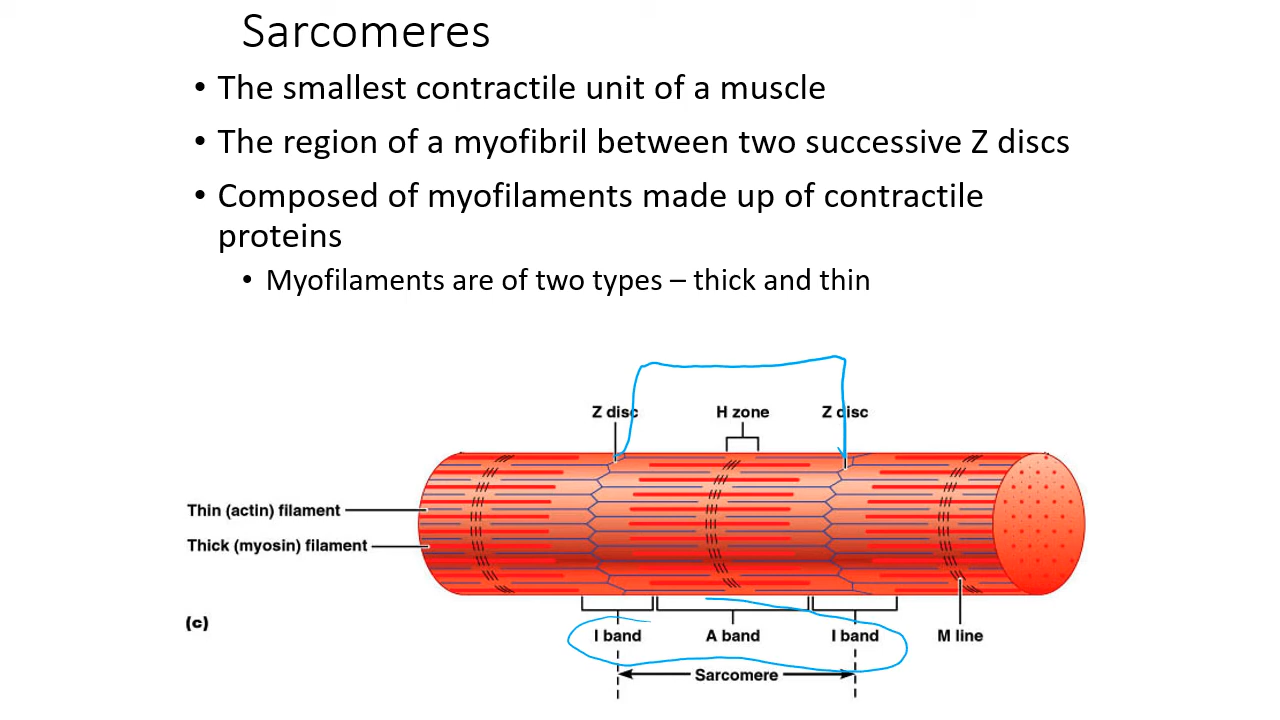 Sarcomeres
• The smallest contractile unit of a muscle
• The region of a myofibril between two successive Z discs
• Composed of myofilaments made up of contractile
proteins
• Myofilaments are of two types – thick and thin
Z disc H zone Z disc
Thin (actin) filament
Thick (myosin) filament
(c)
I band A band I band M line
Sarcomere